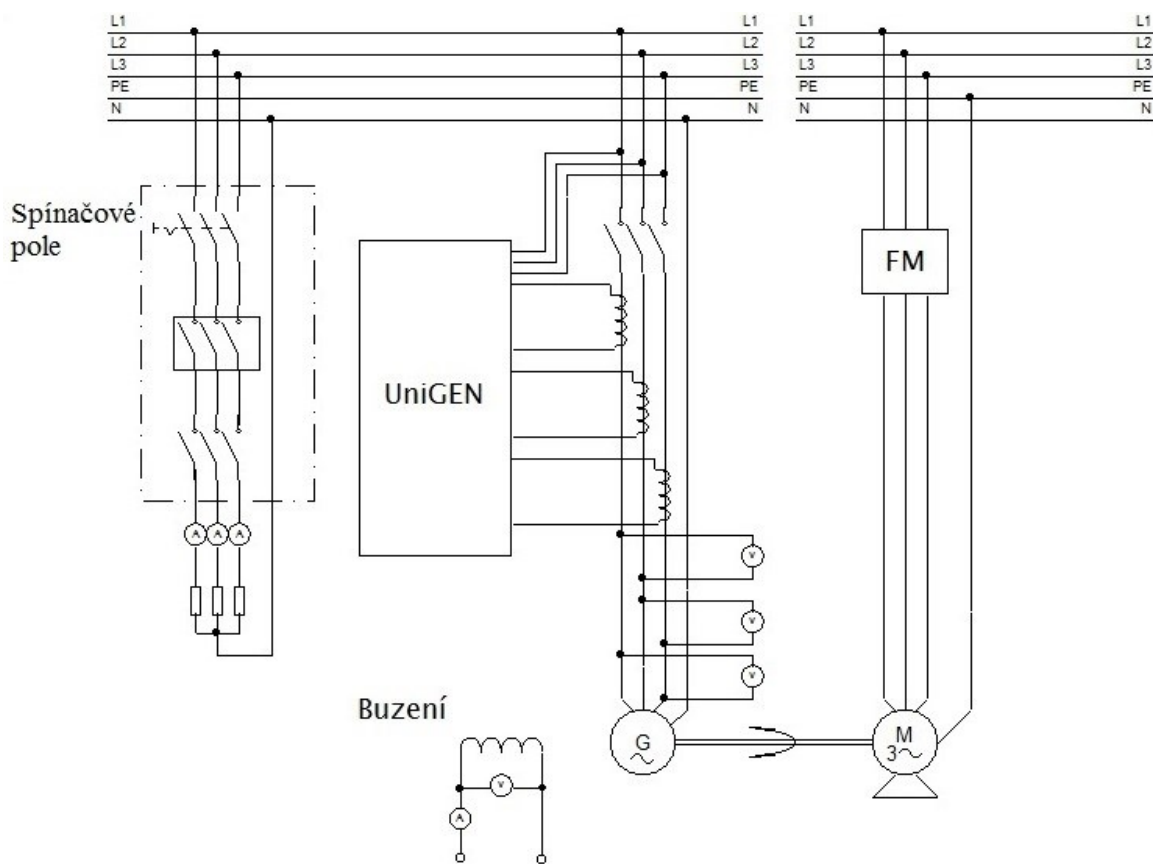 L1
L2
L3
PE
N
L1
L2
L3
PE
N
L1
L2
L3
PE
N
L1
L2
L3
PE
N
Spínačové
pole
FM
UniGEN
A A A
V
V
V
Buzení
G
M
3
V
A